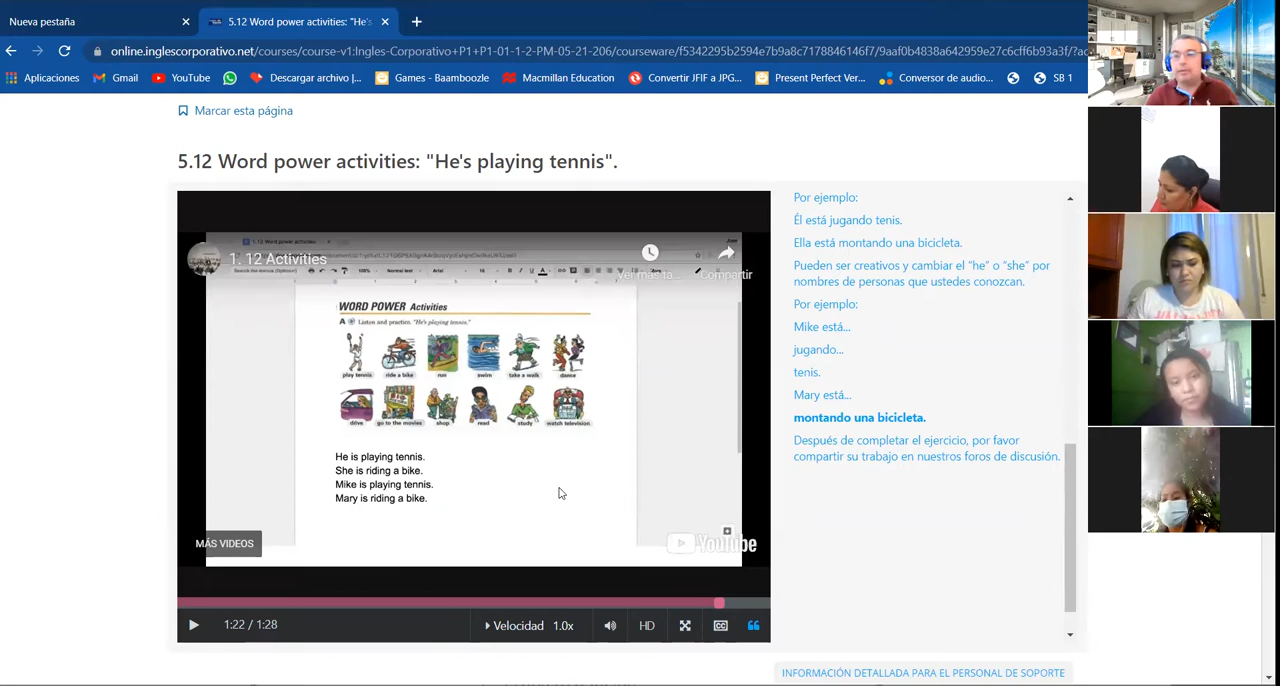 Nueva pestaña
5.12 Word power activities: "He's
online.inglescorporativo.net/courses/course-v1:Ingles-Corporativo+P1+P1-01-1-2-PM-05-21-206/courseware/f5342295b2594e7b9a8c7178846146f7/9aaf0b4838a642959e27c6cff6b93a3f/?ac
Aplicaciones
Gmail
YouTube
Descargar archivo |...
Games - Baamboozle
Macmillan Education
Convertir JFIF a JPG...
Present Perfect Ver...
Conversor de audio...
SB 1
Marcar esta página
5.12 Word power activities: "He's playing tennis".
1. 12 Activities
Compartir
WORD POWER Activities
A Listen and practice. "He's playing tennis."
play tennis
ride a bike
run
swim
take a walk
dance
drive
go to the movies
shop
read
study
watch television
He is playing tennis.
She is riding a bike.
Mike is playing tennis.
Mary is riding a bike.
MÁS VIDEOS
YouTube
1:22 / 1:28
Velocidad 1.0x
HD
CC
Por ejemplo:
Él está jugando tenis.
Ella está montando una bicicleta.
Pueden ser creativos y cambiar el "he" o "she" por
nombres de personas que ustedes conozcan.
Por ejemplo:
Mike está...
jugando...
tenis.
Mary está...
montando una bicicleta.
Después de completar el ejercicio, por favor
compartir su trabajo en nuestros foros de discusión.
INFORMACIÓN DETALLADA PARA EL PERSONAL DE SOPORTE